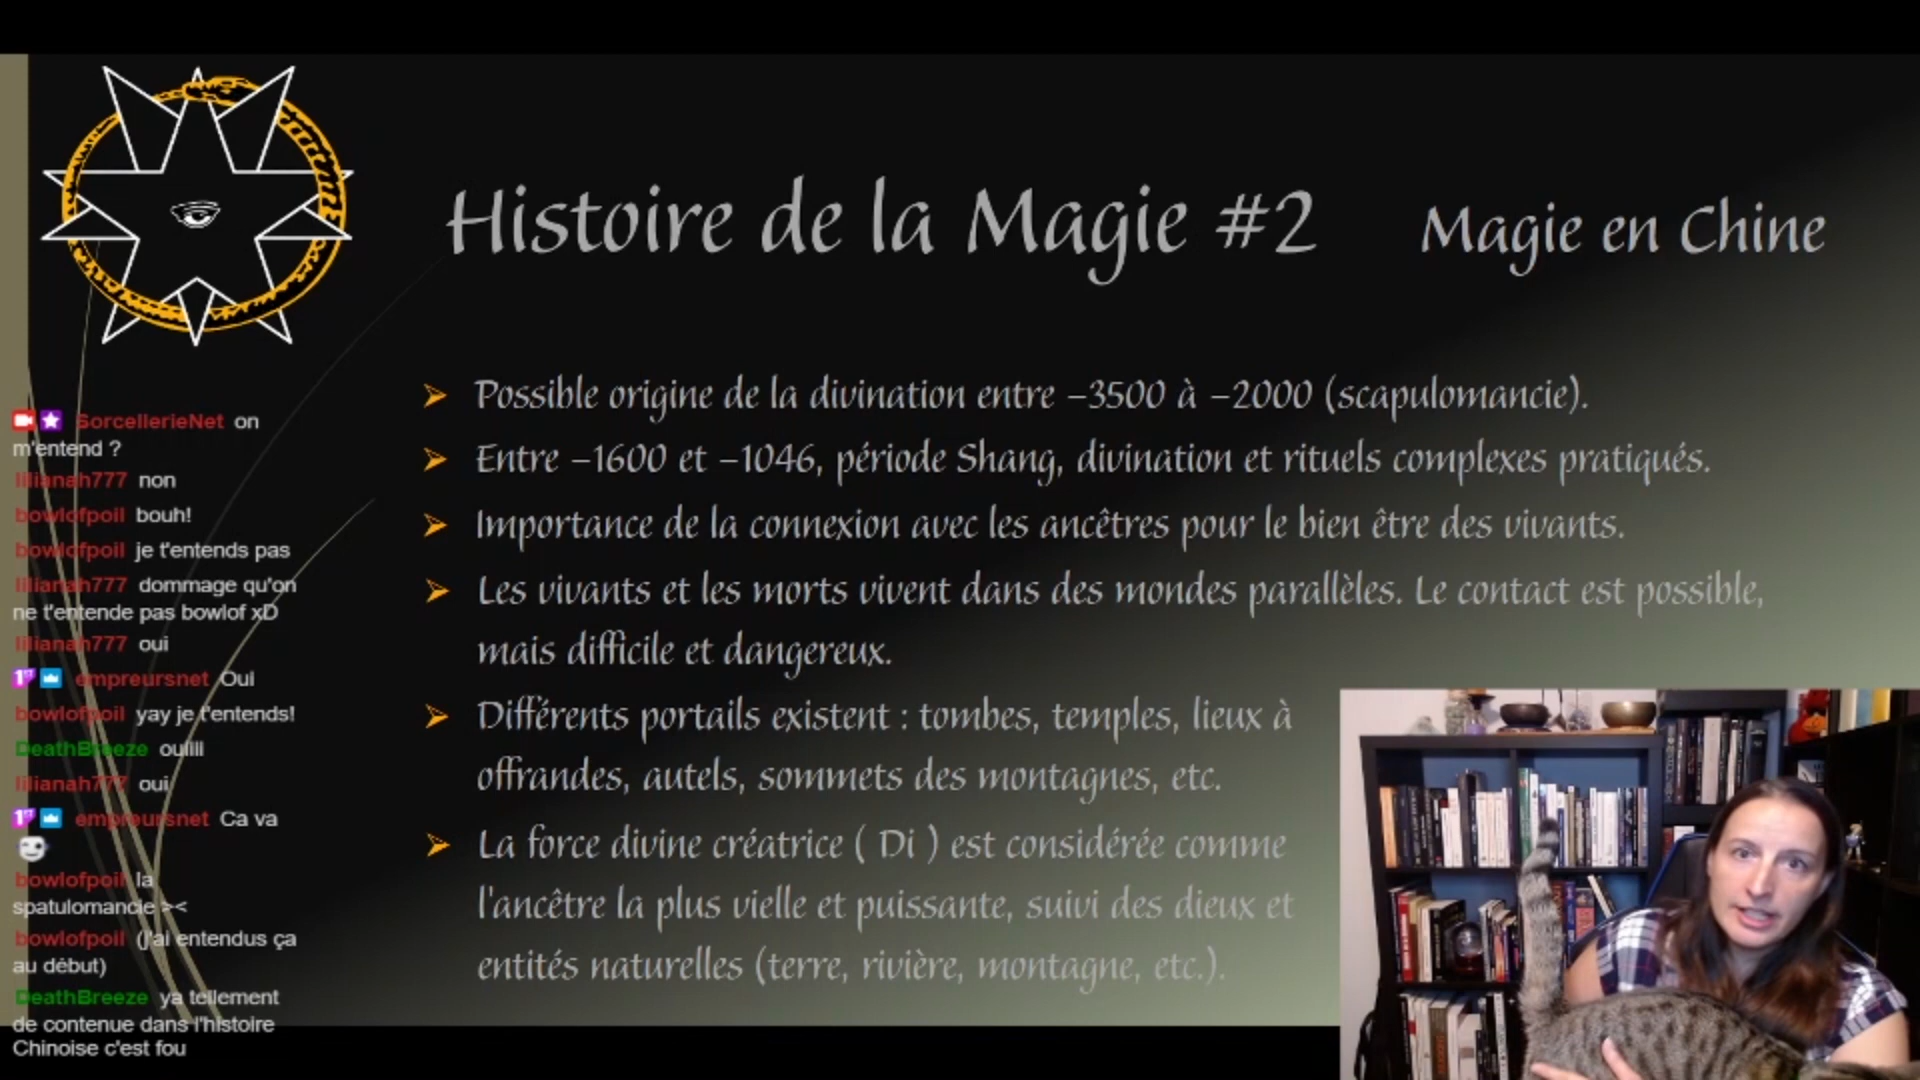 Histoire de la Magie #2 Magie en Chine
➢ Possible origine de la divination entre –3500 à –2000 (scapulomancie).
➢ Entre –1600 et –1046, période Shang, divination et rituels complexes pratiqués.
➢ Importance de la connexion avec les ancêtres pour le bien être des vivants.
➢ Les vivants et les morts vivent dans des mondes parallèles. Le contact est possible,
mais difficile et dangereux.
➢ Différents portails existent : tombes, temples, lieux à
offrandes, autels, sommets des montagnes, etc.
➢ La force divine créatrice ( Di ) est considérée comme
l'ancêtre la plus vielle et puissante, suivi des dieux et
entités naturelles (terre, rivière, montagne, etc.).
SorcellerieNet on
m'entend ?
lilianah777 non
bowlofpoil bouh!
bowlofpoil je t'entends pas
lilianah777 dommage qu'on
ne t'entende pas bowlof xD
lilianah777 oui
1ST empreursnet Oui
bowlofpoil yay je t'entends!
DeathBreeze ouiiii
lilianah777 oui
1ST empreursnet Ca va
bowlofpoil la
spatulomancie ><
bowlofpoil (j'ai entendus ça
au début)
DeathBreeze ya tellement
de contenue dans l'histoire
Chinoise c'est fou